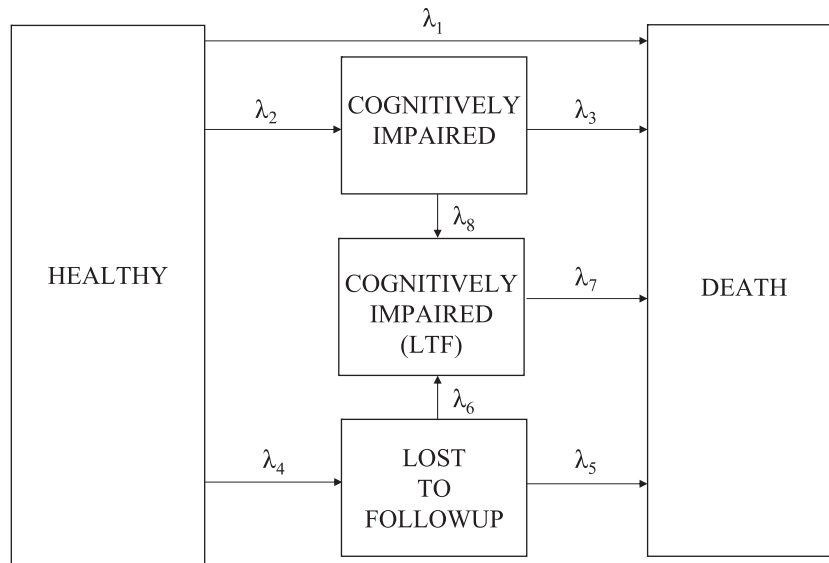 λ₁
COGNITIVELY
IMPAIRED
λ₂
λ₃
λ₈
HEALTHY
COGNITIVELY
IMPAIRED
(LTF)
λ₇
DEATH
λ₆
λ₄
LOST
TO
FOLLOWUP
λ₅